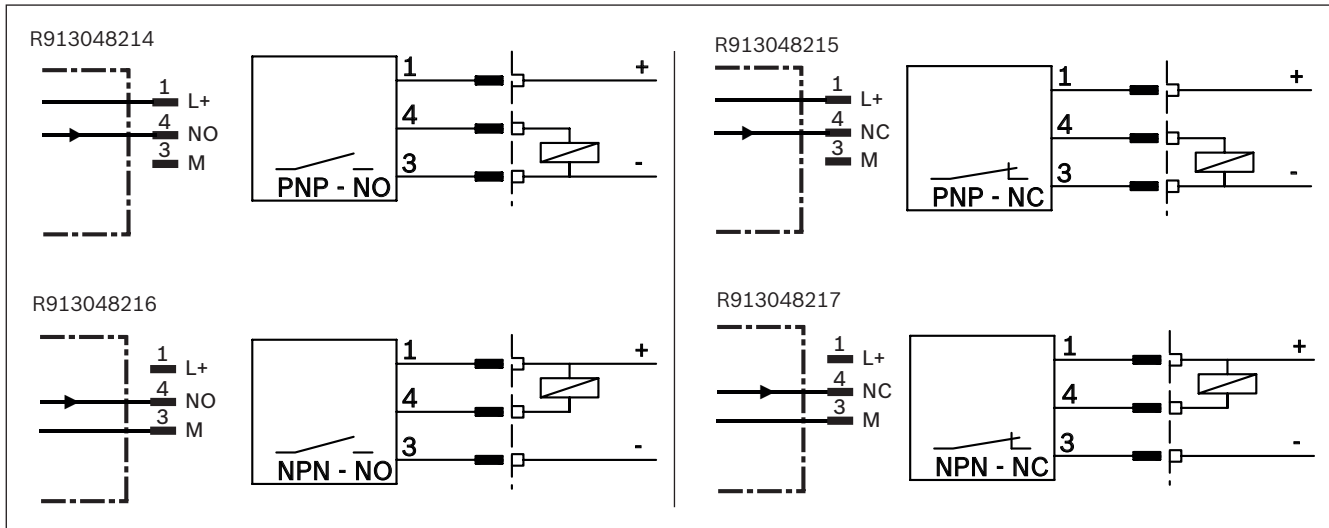 R913048214
1
L+
4
NO
3
M
1
+
4
3
-
PNP - NO
R913048215
1
L+
4
NC
3
M
1
+
4
3
-
PNP - NC
R913048216
1
L+
4
NO
3
M
1
+
4
3
-
NPN - NO
R913048217
1
L+
4
NC
3
M
1
+
4
3
-
NPN - NC